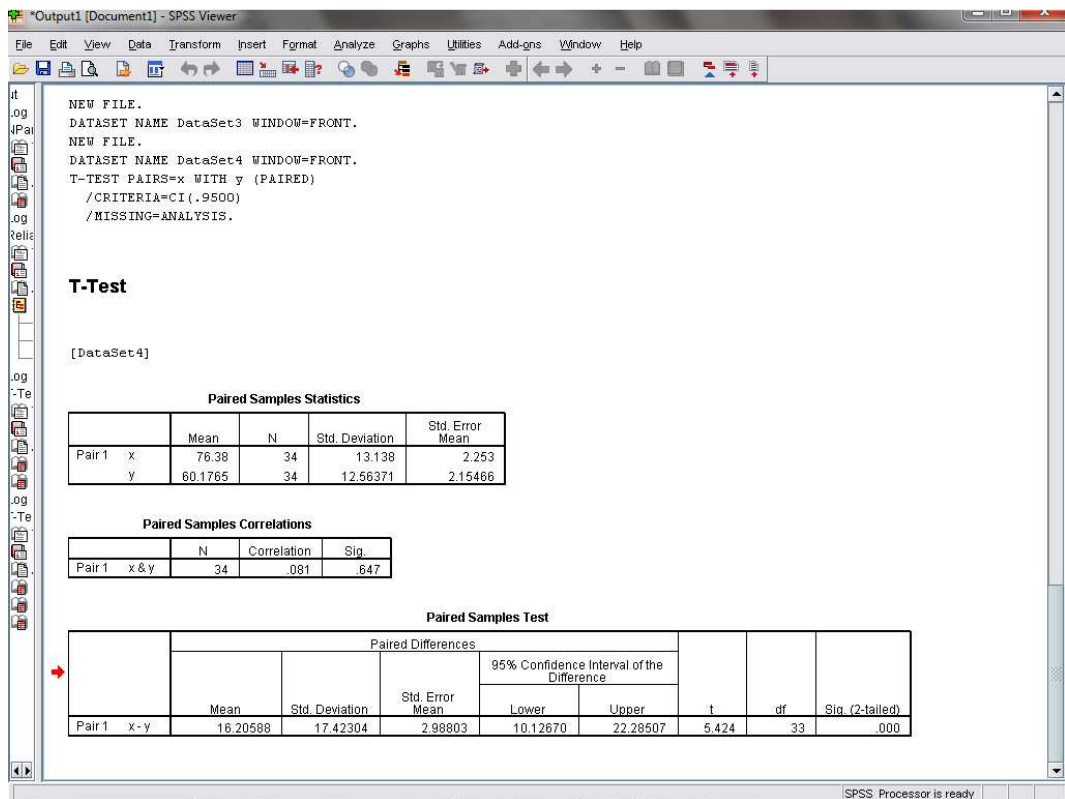 *Output1 [Document1] - SPSS Viewer
File Edit View Data Transform Insert Format Analyze Graphs Utilities Add-ons Window Help
NEW FILE.
DATASET NAME DataSet3 WINDOW=FRONT.
NEW FILE.
DATASET NAME DataSet4 WINDOW=FRONT.
T-TEST PAIRS=x WITH y (PAIRED)
/CRITERIA=CI(.9500)
/MISSING=ANALYSIS.
T-Test
[DataSet4]
Paired Samples Statistics
Mean N Std. Deviation Std. Error Mean
Pair 1 x 76.38 34 13.138 2.253
y 60.1765 34 12.56371 2.15466
Paired Samples Correlations
N Correlation Sig.
Pair 1 x & y 34 .081 .647
Paired Samples Test
Paired Differences
95% Confidence Interval of the Difference
Mean Std. Deviation Std. Error Mean Lower Upper t df Sig. (2-tailed)
Pair 1 x - y 16.20588 17.42304 2.98803 10.12670 22.28507 5.424 33 .000
SPSS Processor is ready